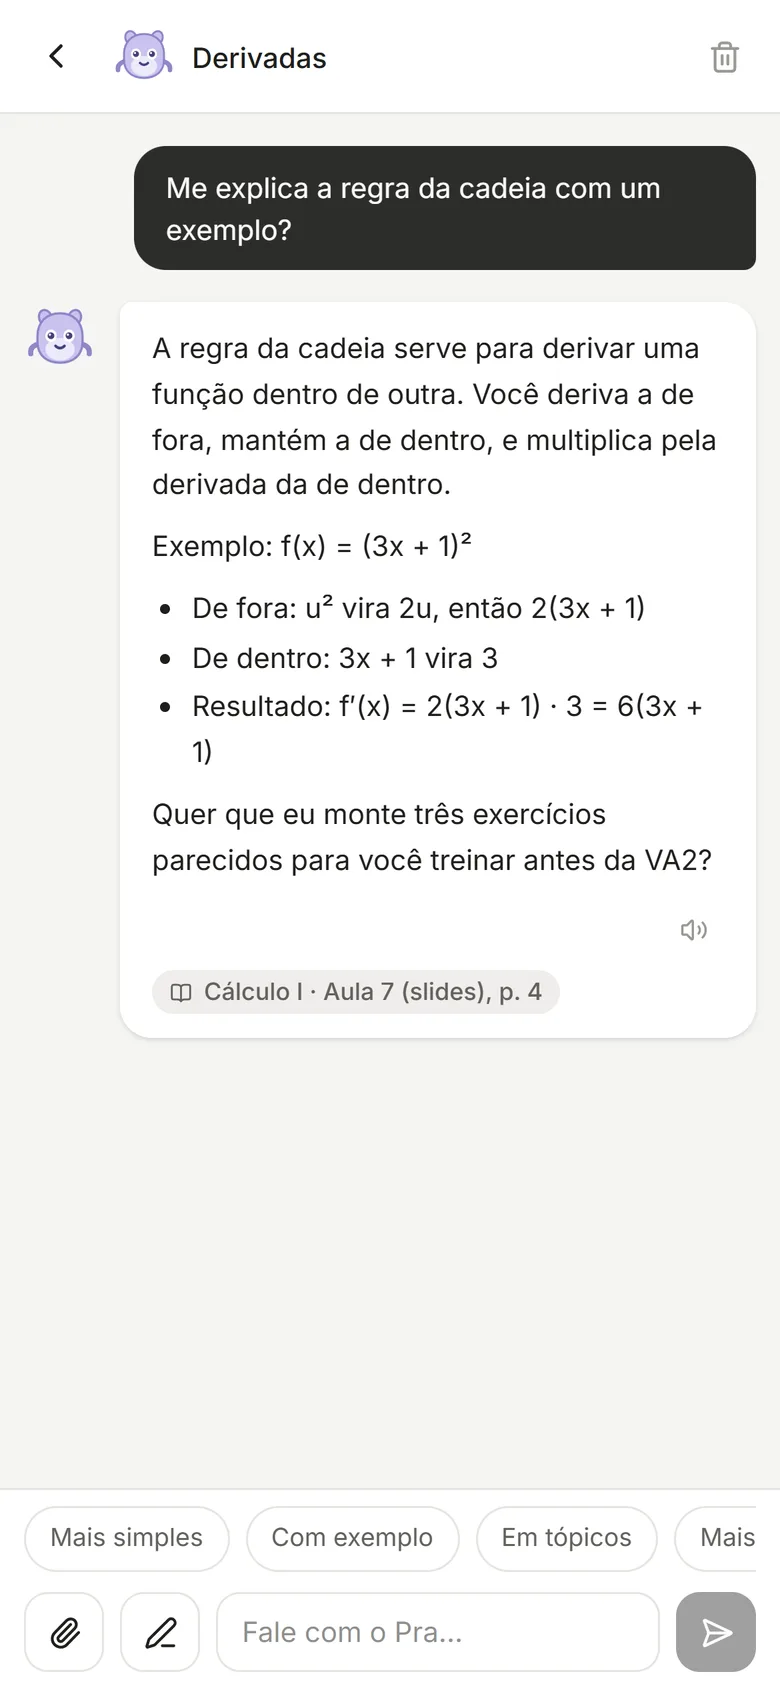 Derivadas
Me explica a regra da cadeia com um
exemplo?
A regra da cadeia serve para derivar uma
função dentro de outra. Você deriva a de
fora, mantém a de dentro, e multiplica pela
derivada da de dentro.
Exemplo: f(x) = (3x + 1)²
• De fora: u² vira 2u, então 2(3x + 1)
• De dentro: 3x + 1 vira 3
• Resultado: f′(x) = 2(3x + 1) · 3 = 6(3x +
1)
Quer que eu monte três exercícios
parecidos para você treinar antes da VA2?
Cálculo I · Aula 7 (slides), p. 4
Mais simples
Com exemplo
Em tópicos
Mais
Fale com o Pra...